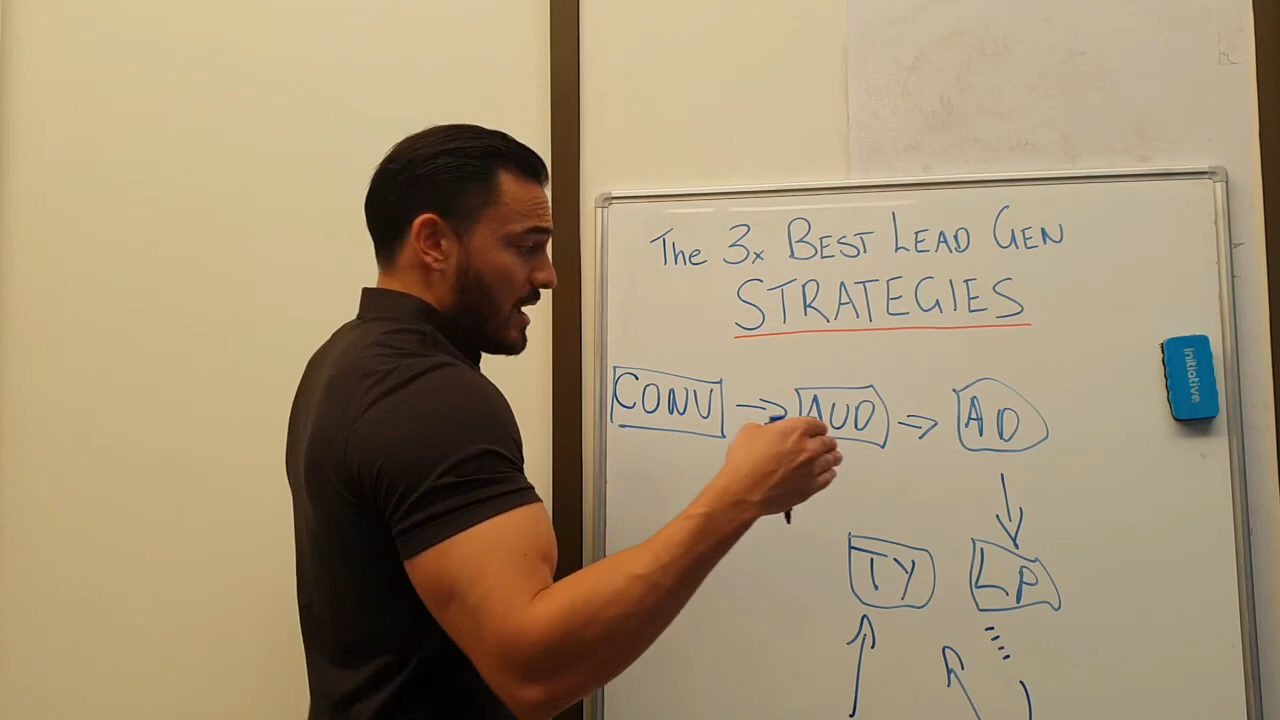 The 3x BEST LEAD GEN
STRATEGIES
CONV → AUD → AD
TY LP
initiative.